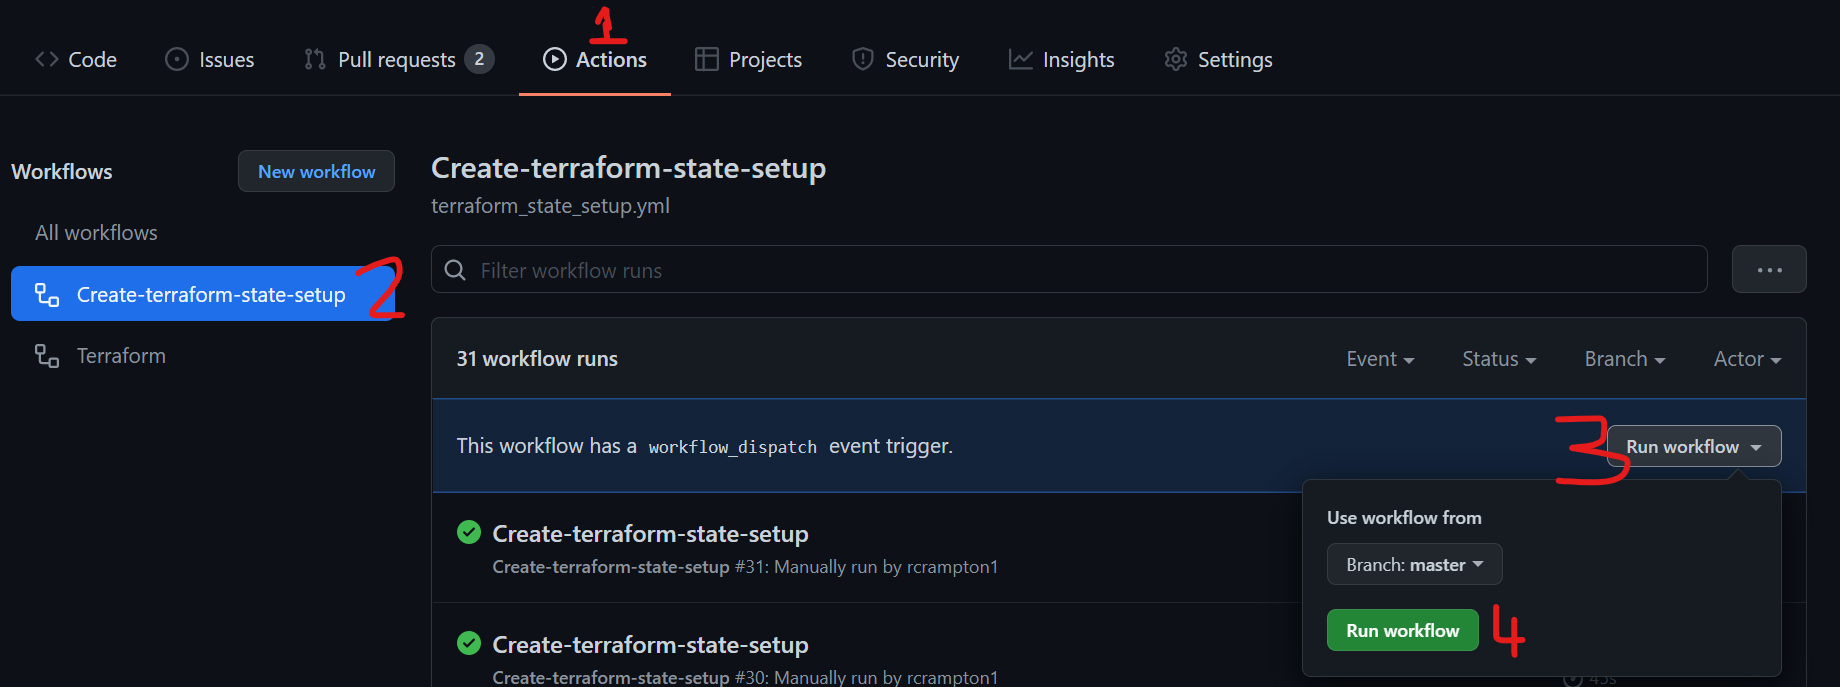 1
Code Issues Pull requests 2 Actions Projects Security Insights Settings
Workflows New workflow
All workflows
Create-terraform-state-setup 2
Terraform
Create-terraform-state-setup
terraform_state_setup.yml
Filter workflow runs
31 workflow runs Event Status Branch Actor
This workflow has a workflow_dispatch event trigger. 3 Run workflow
Use workflow from
Branch: master
Run workflow 4
Create-terraform-state-setup
Create-terraform-state-setup #31: Manually run by rcrampton1
Create-terraform-state-setup
Create-terraform-state-setup #30: Manually run by rcrampton1